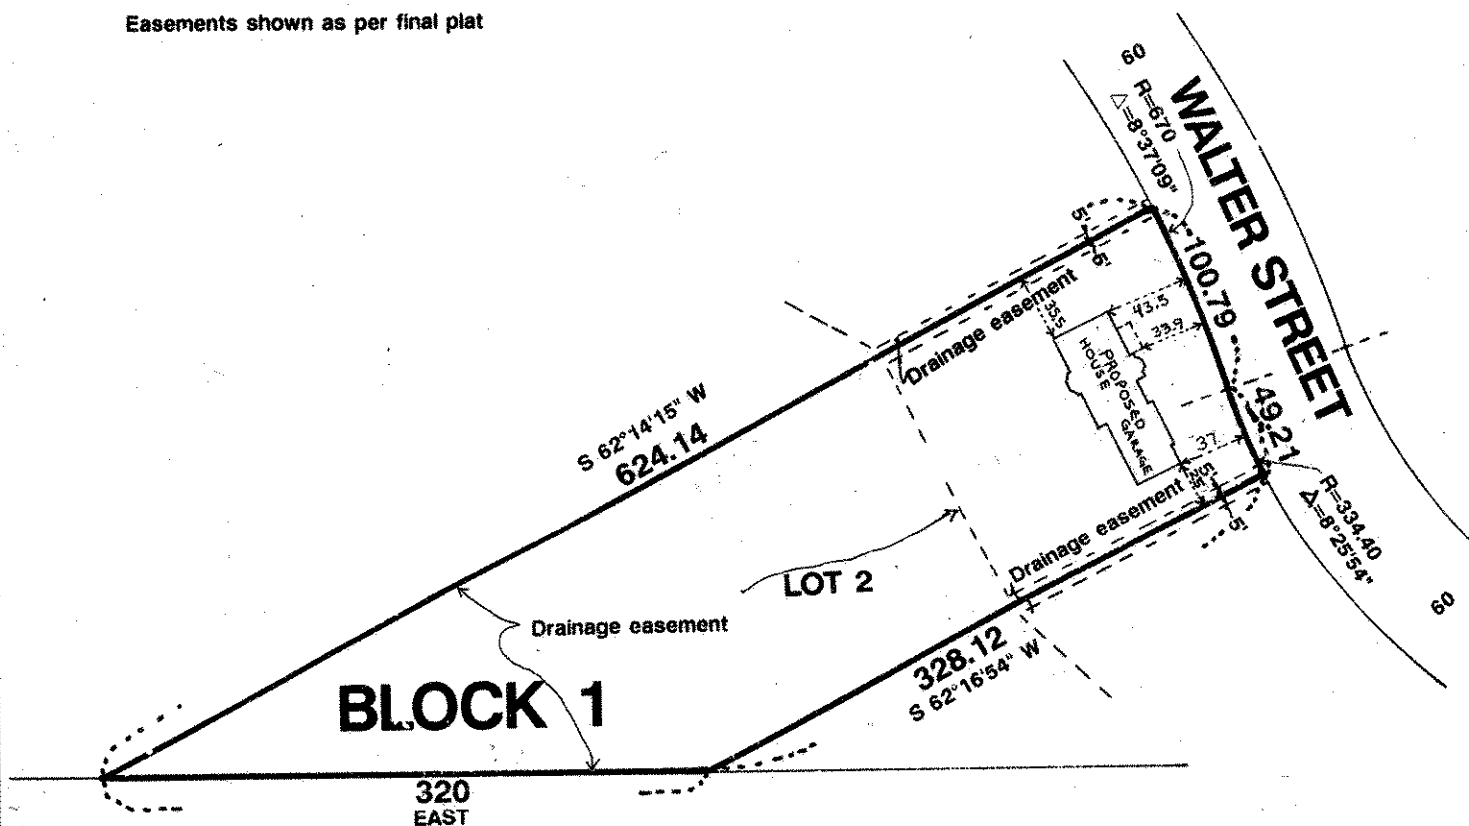 Easements shown as per final plat
60
R=670
Δ=8°37'09"
WALTER STREET
5'
5'
100.79
Drainage easement
35.5
43.5
33.9
PROPOSED
HOUSE
GARAGE
49.21
37
S 62°14'15" W
624.14
5'
25
5'
Drainage easement
R=334.40
Δ=8°25'54"
60
LOT 2
Drainage easement
328.12
S 62°16'54" W
BLOCK 1
320
EAST